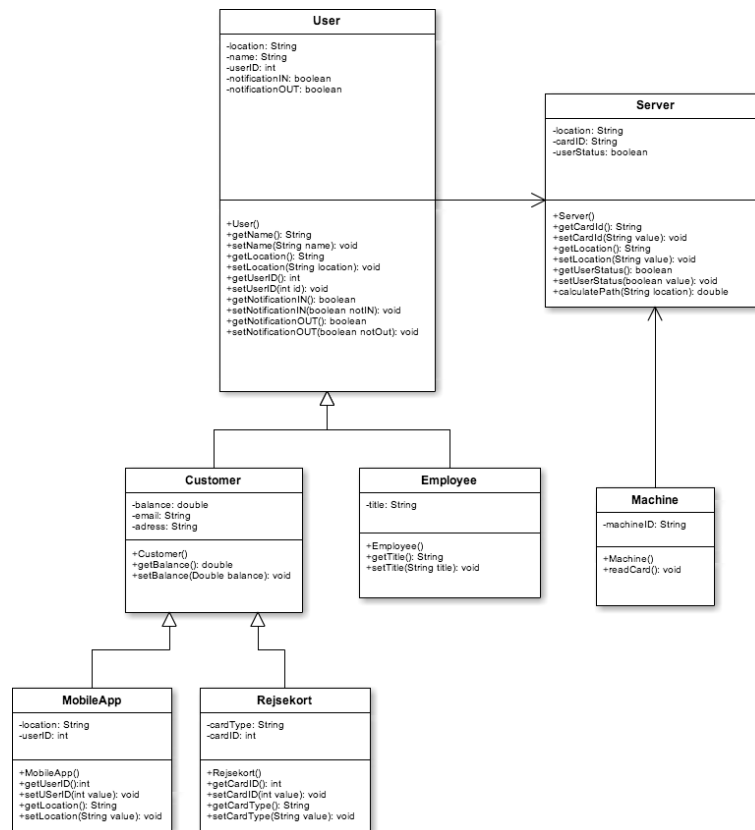 User
-location: String
-name: String
-userID: int
-notificationIN: boolean
-notificationOUT: boolean
+User()
+getName(): String
+setName(String name): void
+getLocation(): String
+setLocation(String location): void
+getUserID(): int
+setUserID(int id): void
+getNotificationIN(): boolean
+setNotificationIN(boolean notIN): void
+getNotificationOUT(): boolean
+setNotificationOUT(boolean notOut): void
Server
-location: String
-cardID: String
-userStatus: boolean
+Server()
+getCardId(): String
+setCardId(String value): void
+getLocation(): String
+setLocation(String value): void
+getUserStatus(): boolean
+setUserStatus(boolean value): void
+calculatePath(String location): double
Customer
-balance: double
-email: String
-adress: String
+Customer()
+getBalance(): double
+setBalance(Double balance): void
Employee
-title: String
+Employee()
+getTitle(): String
+setTitle(String title): void
Machine
-machineID: String
+Machine()
+readCard(): void
MobileApp
-location: String
-userID: int
+MobileApp()
+getUserID():int
+setUSerID(int value): void
+getLocation(): String
+setLocation(String value): void
Rejsekort
-cardType: String
-cardID: int
+Rejsekort()
+getCardID(): int
+setCardID(int value): void
+getCardType(): String
+setCardType(String value): void